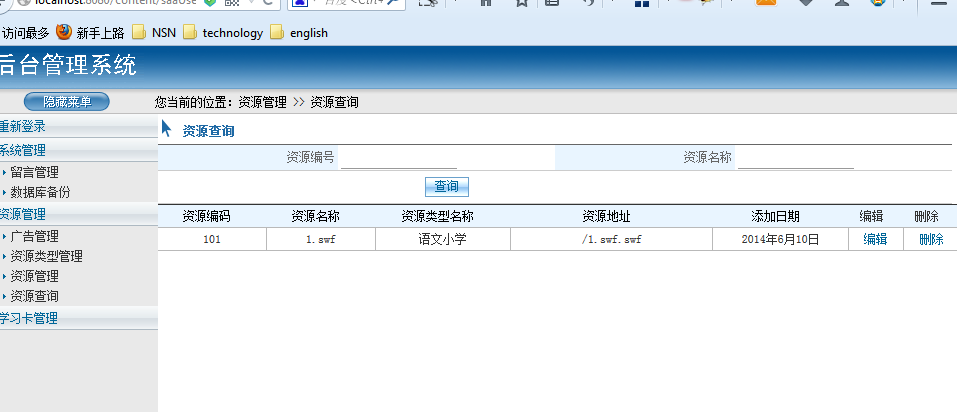 localhost:8080/content/saaUse
百度 <Ctrl+
访问最多 新手上路 NSN technology english
后台管理系统
隐藏菜单 您当前的位置: 资源管理 >> 资源查询
重新登录
资源查询
系统管理
资源编号 资源名称
留言管理
数据库备份
查询
资源管理
资源编码 资源名称 资源类型名称 资源地址 添加日期 编辑 删除
广告管理
101 1.swf 语文小学 /1.swf.swf 2014年6月10日 编辑 删除
资源类型管理
资源管理
资源查询
学习卡管理